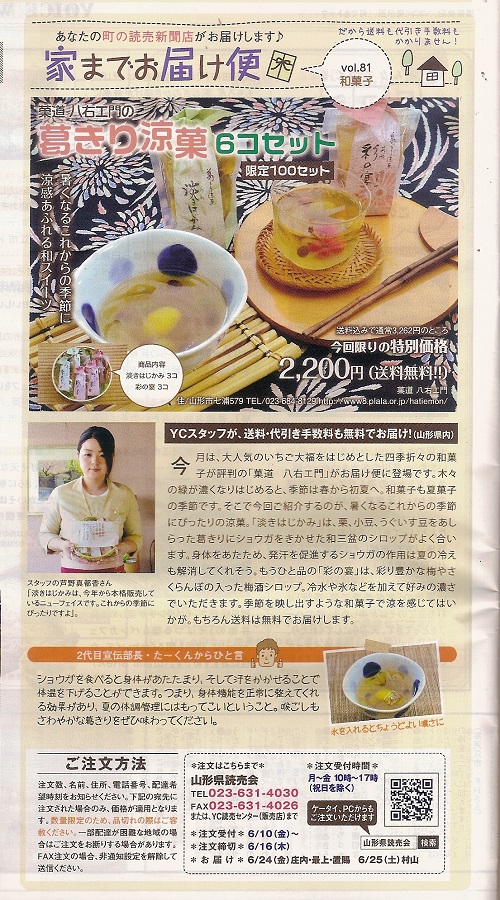 あなたの町の読売新聞店がお届けします♪
だから送料も代引き手数料も
かかりません！
家までお届け便
vol.81
和菓子
菓道 八右エ門の
葛きり涼菓 6コセット
限定100セット
暑くなるこれからの季節に
涼感あふれる和スイーツ
商品内容
淡きはじかみ 3コ
彩の宴 3コ
送料込みで通常3,262円のところ
今回限りの特別価格
2,200円(送料無料!!)
菓道 八右エ門
住/山形市七浦579 TEL/023-684-8129 http://www8.plala.or.jp/hatiemon/
YCスタッフが、送料・代引き手数料も無料でお届け!(山形県内)
今月は、大人気のいちご大福をはじめとした四季折々の和菓
子が評判の「菓道　八右エ門」がお届け便に登場です。木々
の緑が濃くなりはじめると、季節は春から初夏へ。和菓子も夏菓子
の季節です。そこで今回ご紹介するのが、暑くなるこれからの季節
にぴったりの涼菓。「淡きはじかみ」は、栗、小豆、うぐいす豆をあし
らった葛きりにショウガをきかせた和三盆のシロップがよく合い
ます。身体をあたため、発汗を促進するショウガの作用は夏の冷え
も解消してくれそう。もうひと品の「彩の宴」は、彩り豊かな梅やさ
くらんぼの入った梅酒シロップ。冷水や氷などを加えて好みの濃さ
でいただきます。季節を映し出すような和菓子で涼を感じてはい
かが。もちろん送料は無料でお届けします。
スタッフの芦野真郁香さん
「淡きはじかみは、今年から本格販売して
いるニューフェイスです。これからの季節に
ぴったりですよ」。
2代目宣伝部長・たーくんからひと言
ショウガを食べると身体があたたまり、そして汗をかかせることで
体温を下げることができます。つまり、身体機能を正常に整えてくれ
る効果があり、夏の体調管理にはもってこいということ。喉ごしも
さわやかな葛きりをぜひ味わってください。
氷を入れるとちょうどよい濃さに
ご注文方法
注文数、名前、住所、電話番号、配達希
望時刻をお知らせください。下記の宛先に
注文された場合のみ、価格が適用となりま
す。数量限定のため、品切れの際はご容
赦ください。一部配達が困難な地域の場
合はご注文をお断りする場合があります。
FAX注文の場合、非通知設定を解除して
送信ください。
＊注文はこちらまで＊
山形県読売会
TEL023-631-4030
FAX023-631-4026
または、YC読売センター(販売店)まで
＊注文受付時間＊
月～金 10時～17時
(祝日を除く)
ケータイ、PCからも
ご注文いただけます
山形県読売会 検索
＊注文受付＊ 6/10(金)～
＊注文締切＊ 6/16(木)
＊お届け＊ 6/24(金)庄内・最上・置賜 6/25(土)村山